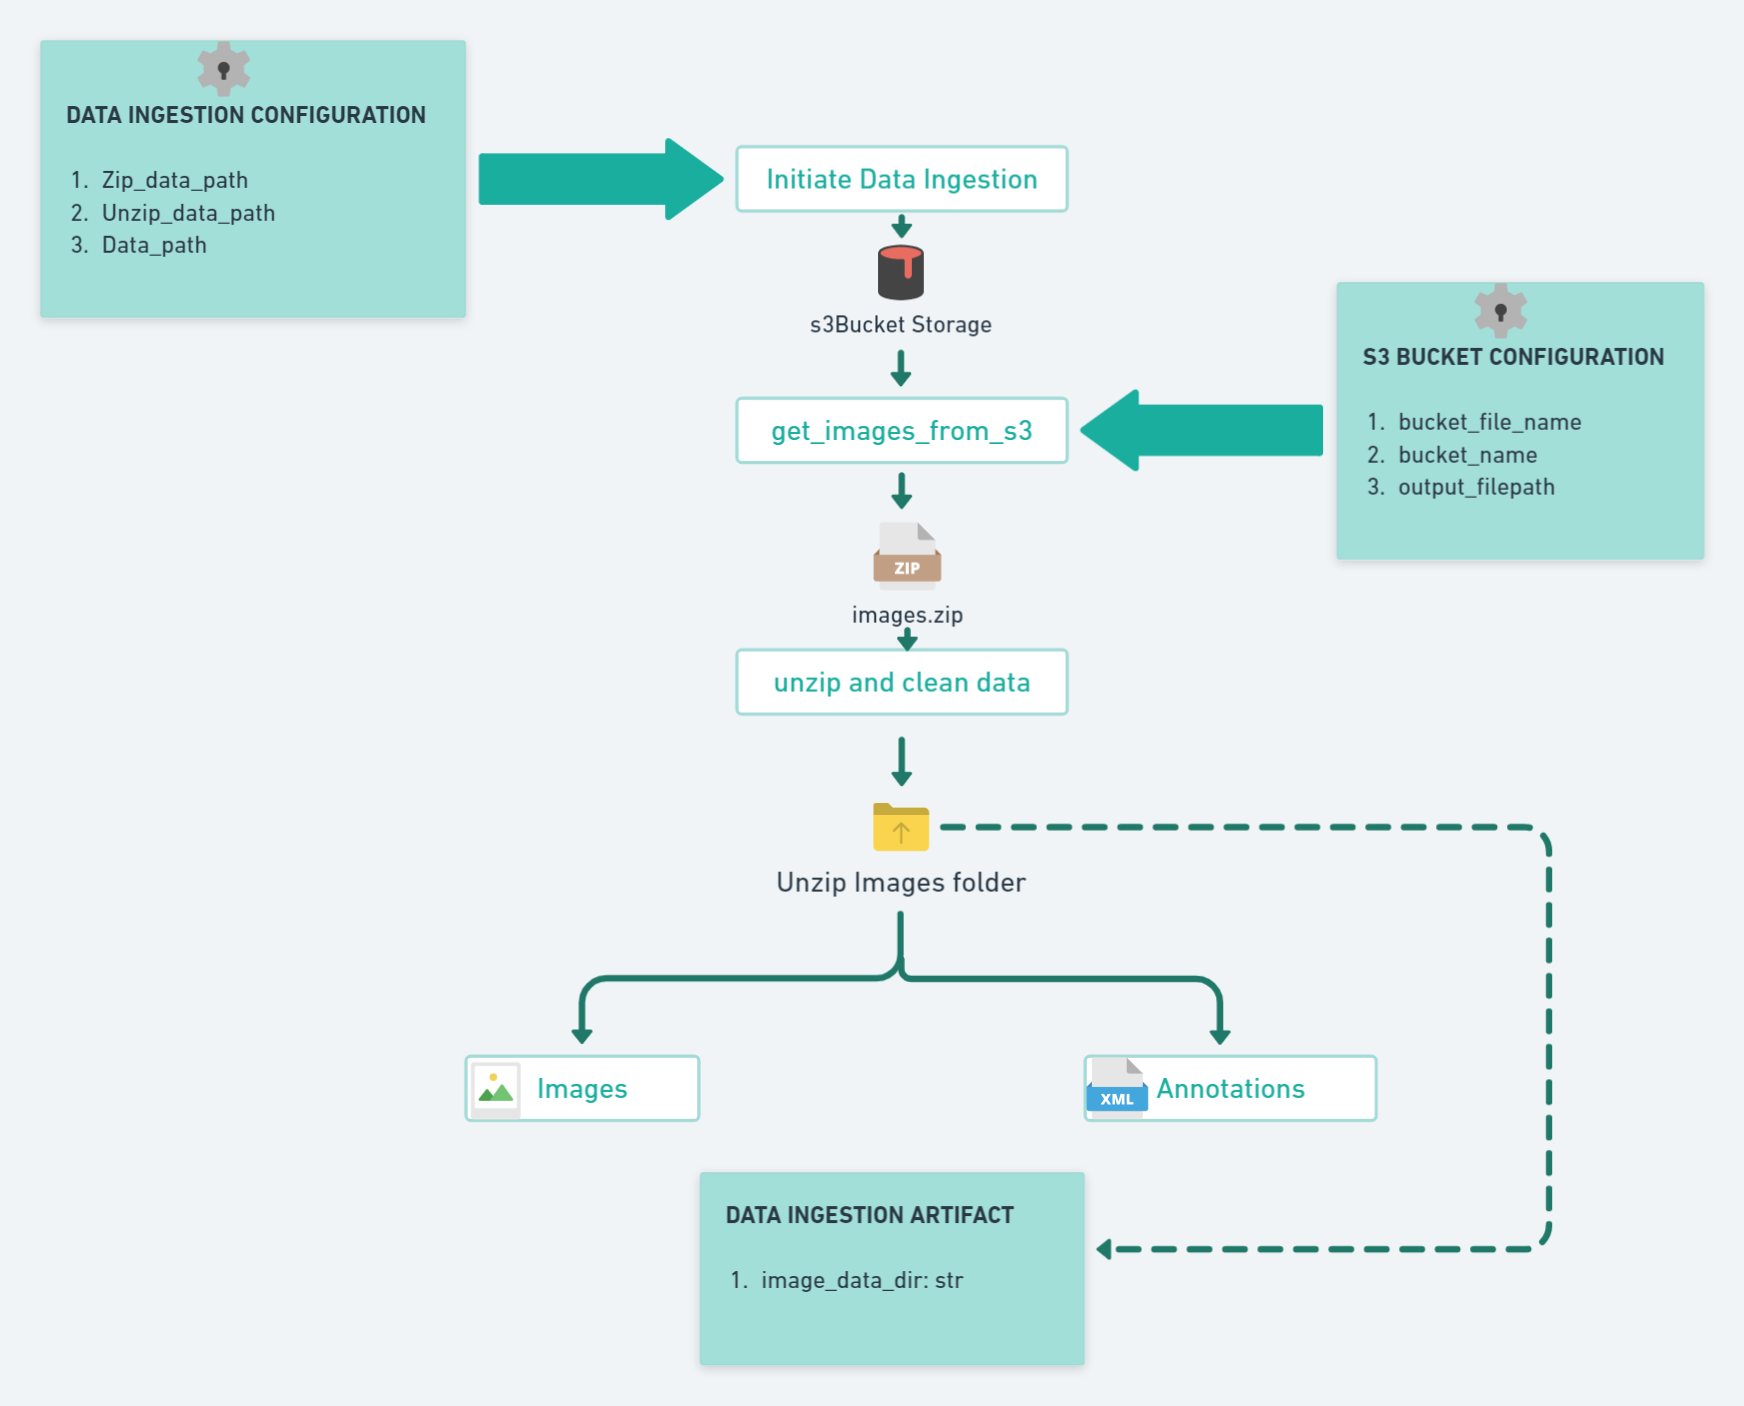 DATA INGESTION CONFIGURATION
1. Zip_data_path
2. Unzip_data_path
3. Data_path
Initiate Data Ingestion
s3Bucket Storage
S3 BUCKET CONFIGURATION
1. bucket_file_name
2. bucket_name
3. output_filepath
get_images_from_s3
ZIP
images.zip
unzip and clean data
Unzip Images folder
Images
XML
Annotations
DATA INGESTION ARTIFACT
1. image_data_dir: str